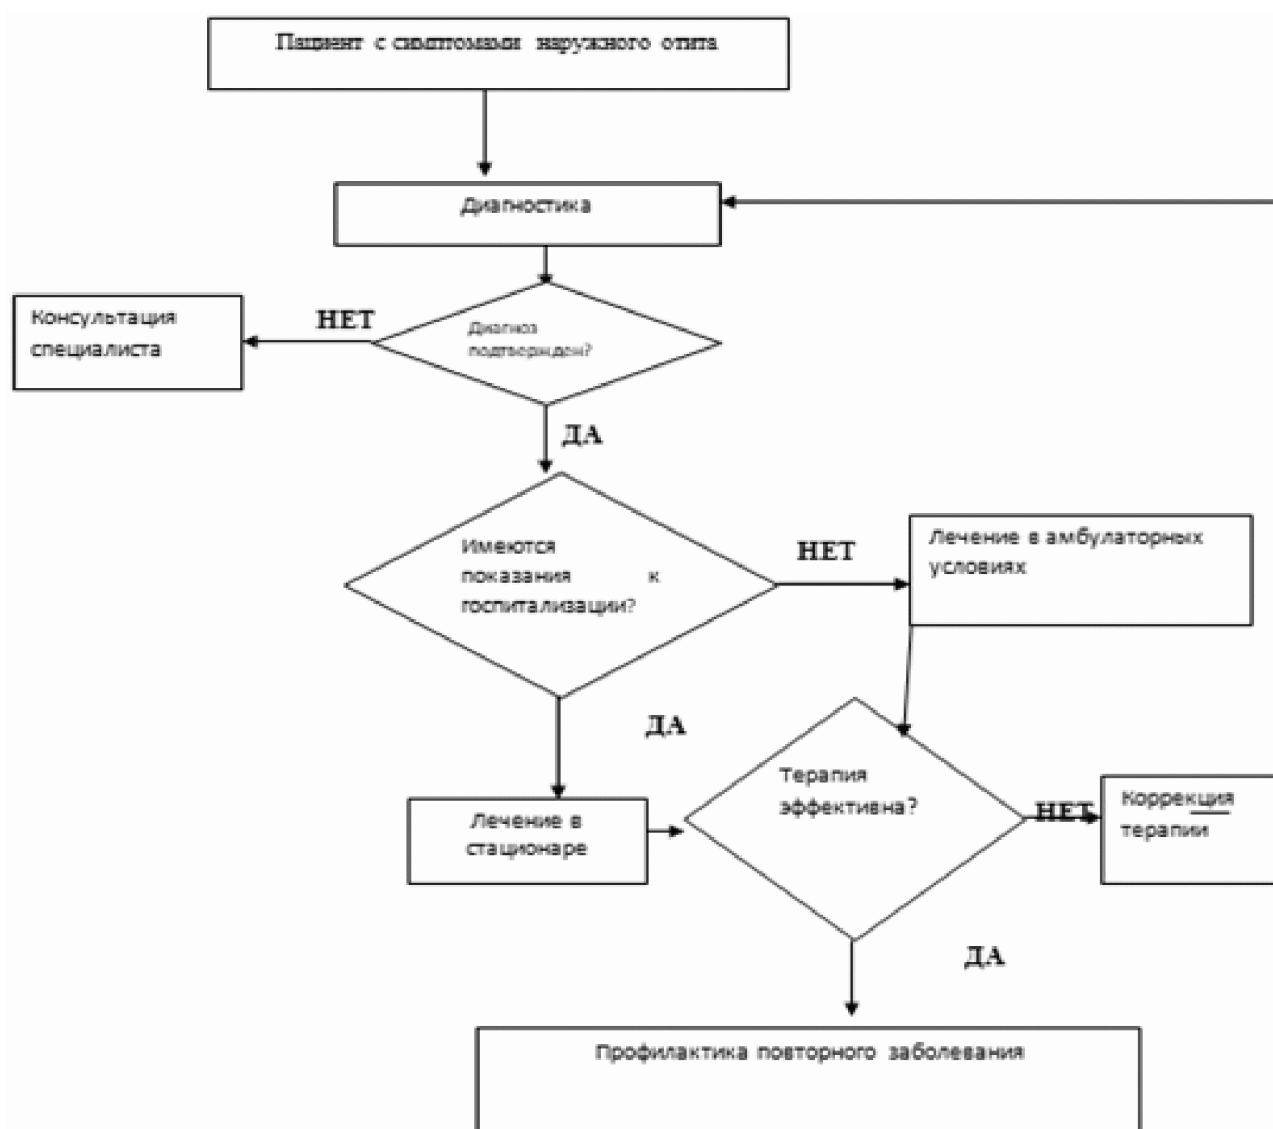 Пациент с симптомами наружного отита
Диагностика
Консультация
специалиста
НЕТ
Диагноз
подтвержден?
ДА
Имеются
показания к
госпитализации?
НЕТ
Лечение в амбулаторных
условиях
ДА
Лечение в
стационаре
Терапия
эффективна?
НЕТ
Коррекция
терапии
ДА
Профилактика повторного заболевания